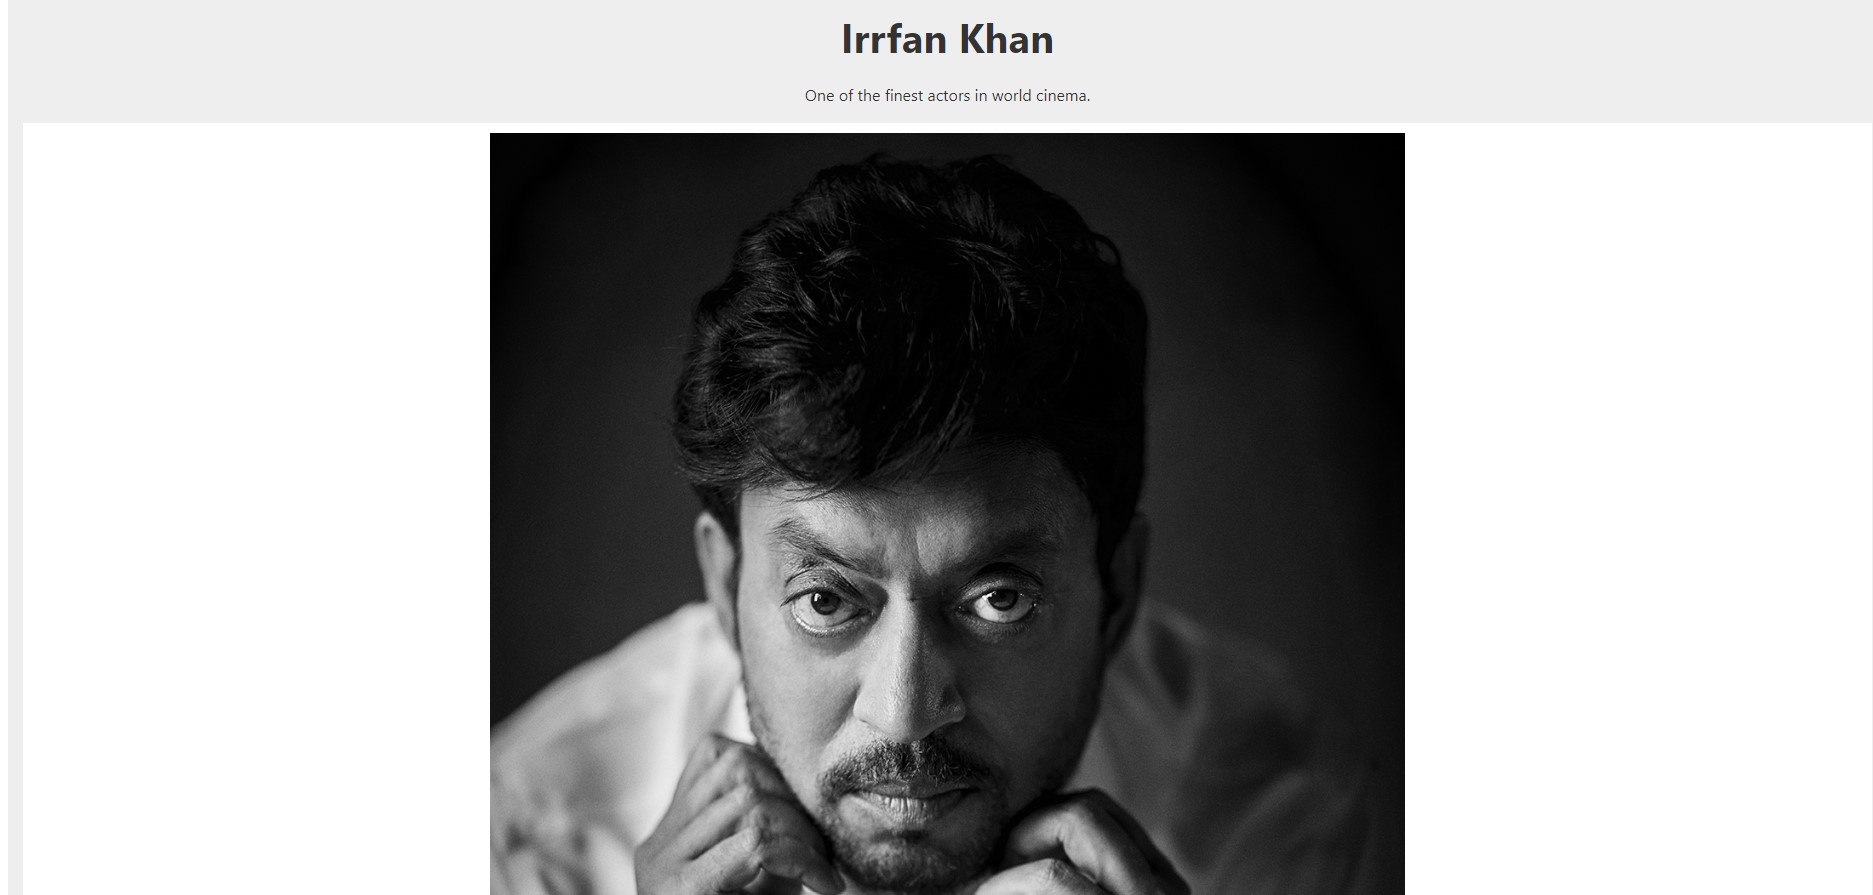 Irrfan Khan
One of the finest actors in world cinema.